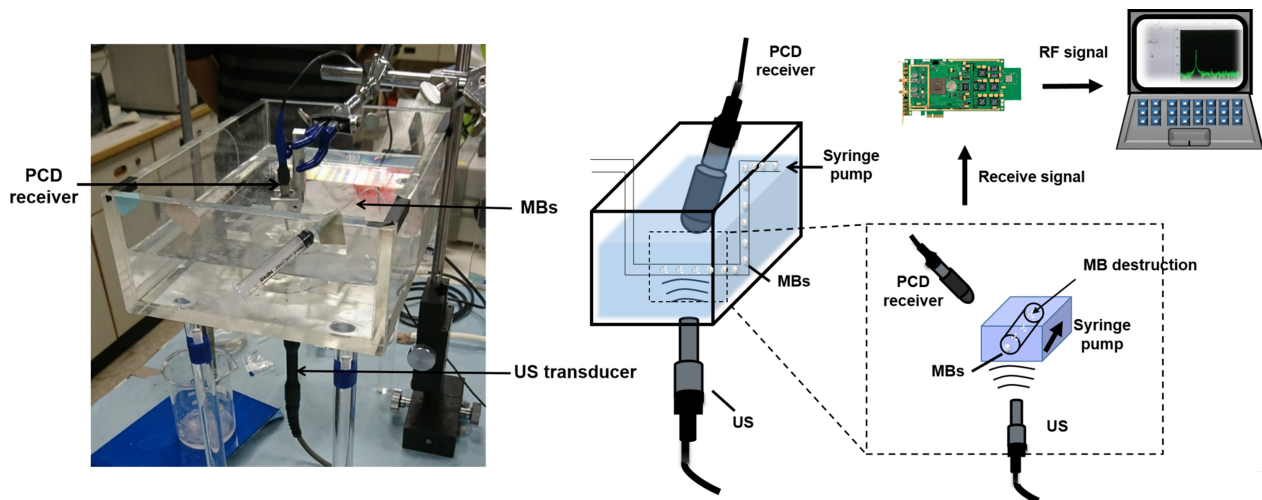 PCD
receiver
MBs
US transducer
PCD
receiver
Syringe
pump
MBs
US
RF signal
Receive signal
PCD
receiver
MB destruction
Syringe
pump
MBs
US